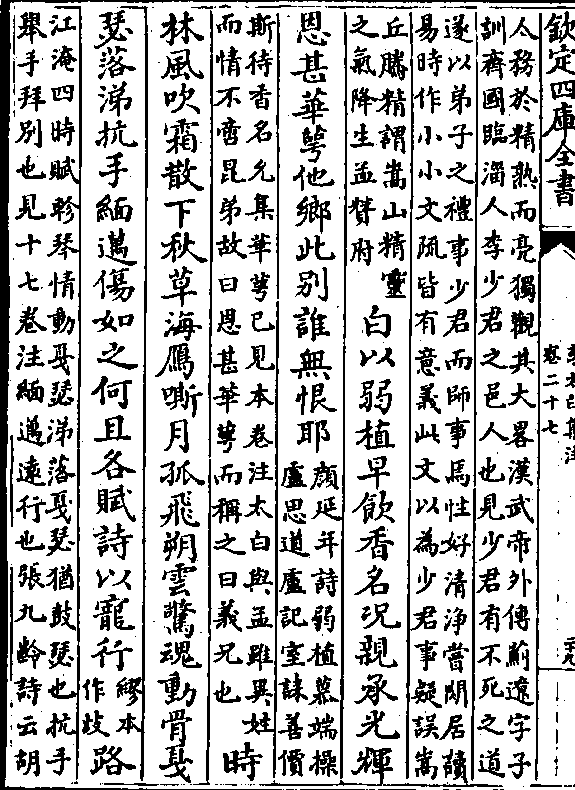 欽定四庫全書
卷二十七
人務於精熟而亮獨觀其大畧漢武帝外傳薊遼字子
訓齊國臨淄人李少君之邑人也見少君有不死之道
遂以弟子之禮事少君而師事焉性好清淨嘗閒居讀
易時作小小文疏皆有意義此文以為少君事疑誤嵩
丘騰精謂嵩山精靈
之氣降生孟贊府
白以弱植早飲香名況親承光輝
恩甚華萼他鄉此别誰無恨耶
顔延年詩弱植慕端操
盧思道盧記室誄善價
斯待香名允集華萼已見本卷注太白與孟雖異姓
而情不啻昆弟故曰恩甚華萼而稱之曰義兄也
時
林風吹霜散下秋草海鴈嘶月孤飛朔雲驚魂動骨戞
瑟落涕抗手緬邁傷如之何且各賦詩以寵行
繆本
作歧
路
江淹四時賦軫琴情動戞瑟涕落戞瑟猶鼓瑟也抗手
舉手拜别也見十七卷注緬邁遠行也張九齡詩云胡